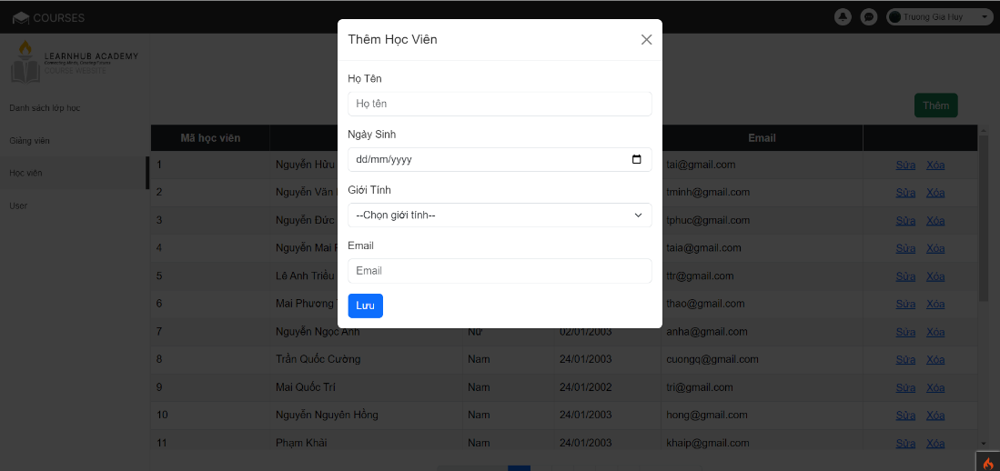 COURSES
Truong Gia Huy
LEARNHUB ACADEMY
COURSE WEBSITE
Danh sách lớp học
Giảng viên
Học viên
User
Thêm Học Viên
Họ Tên
Họ tên
Ngày Sinh
dd/mm/yyyy
Giới Tính
--Chọn giới tính--
Email
Email
Lưu
Thêm
Mã học viên Email
1 Nguyễn Hữu tai@gmail.com Sửa Xóa
2 Nguyễn Văn tminh@gmail.com Sửa Xóa
3 Nguyễn Đức tphuc@gmail.com Sửa Xóa
4 Nguyễn Mai taia@gmail.com Sửa Xóa
5 Lê Anh Triều ttr@gmail.com Sửa Xóa
6 Mai Phương thao@gmail.com Sửa Xóa
7 Nguyễn Ngọc Anh Nữ 02/01/2003 anha@gmail.com Sửa Xóa
8 Trần Quốc Cường Nam 24/01/2003 cuongq@gmail.com Sửa Xóa
9 Mai Quốc Trí Nam 24/01/2002 tri@gmail.com Sửa Xóa
10 Nguyễn Nguyên Hồng Nam 24/01/2003 hong@gmail.com Sửa Xóa
11 Phạm Khải Nam 24/01/2003 khaip@gmail.com Sửa Xóa